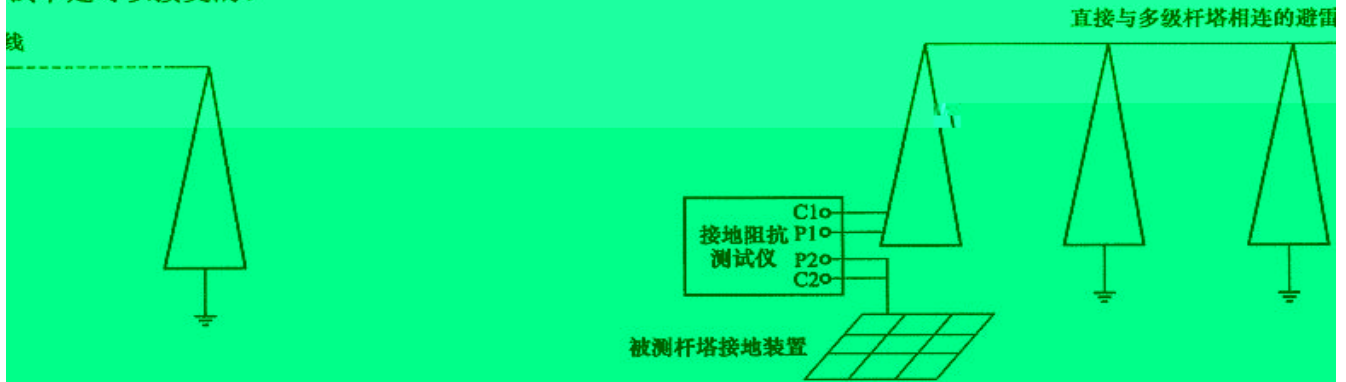 直接与多级杆塔相连的避雷
线
C1
接地阻抗 P1
测试仪 P2
C2
被测杆塔接地装置